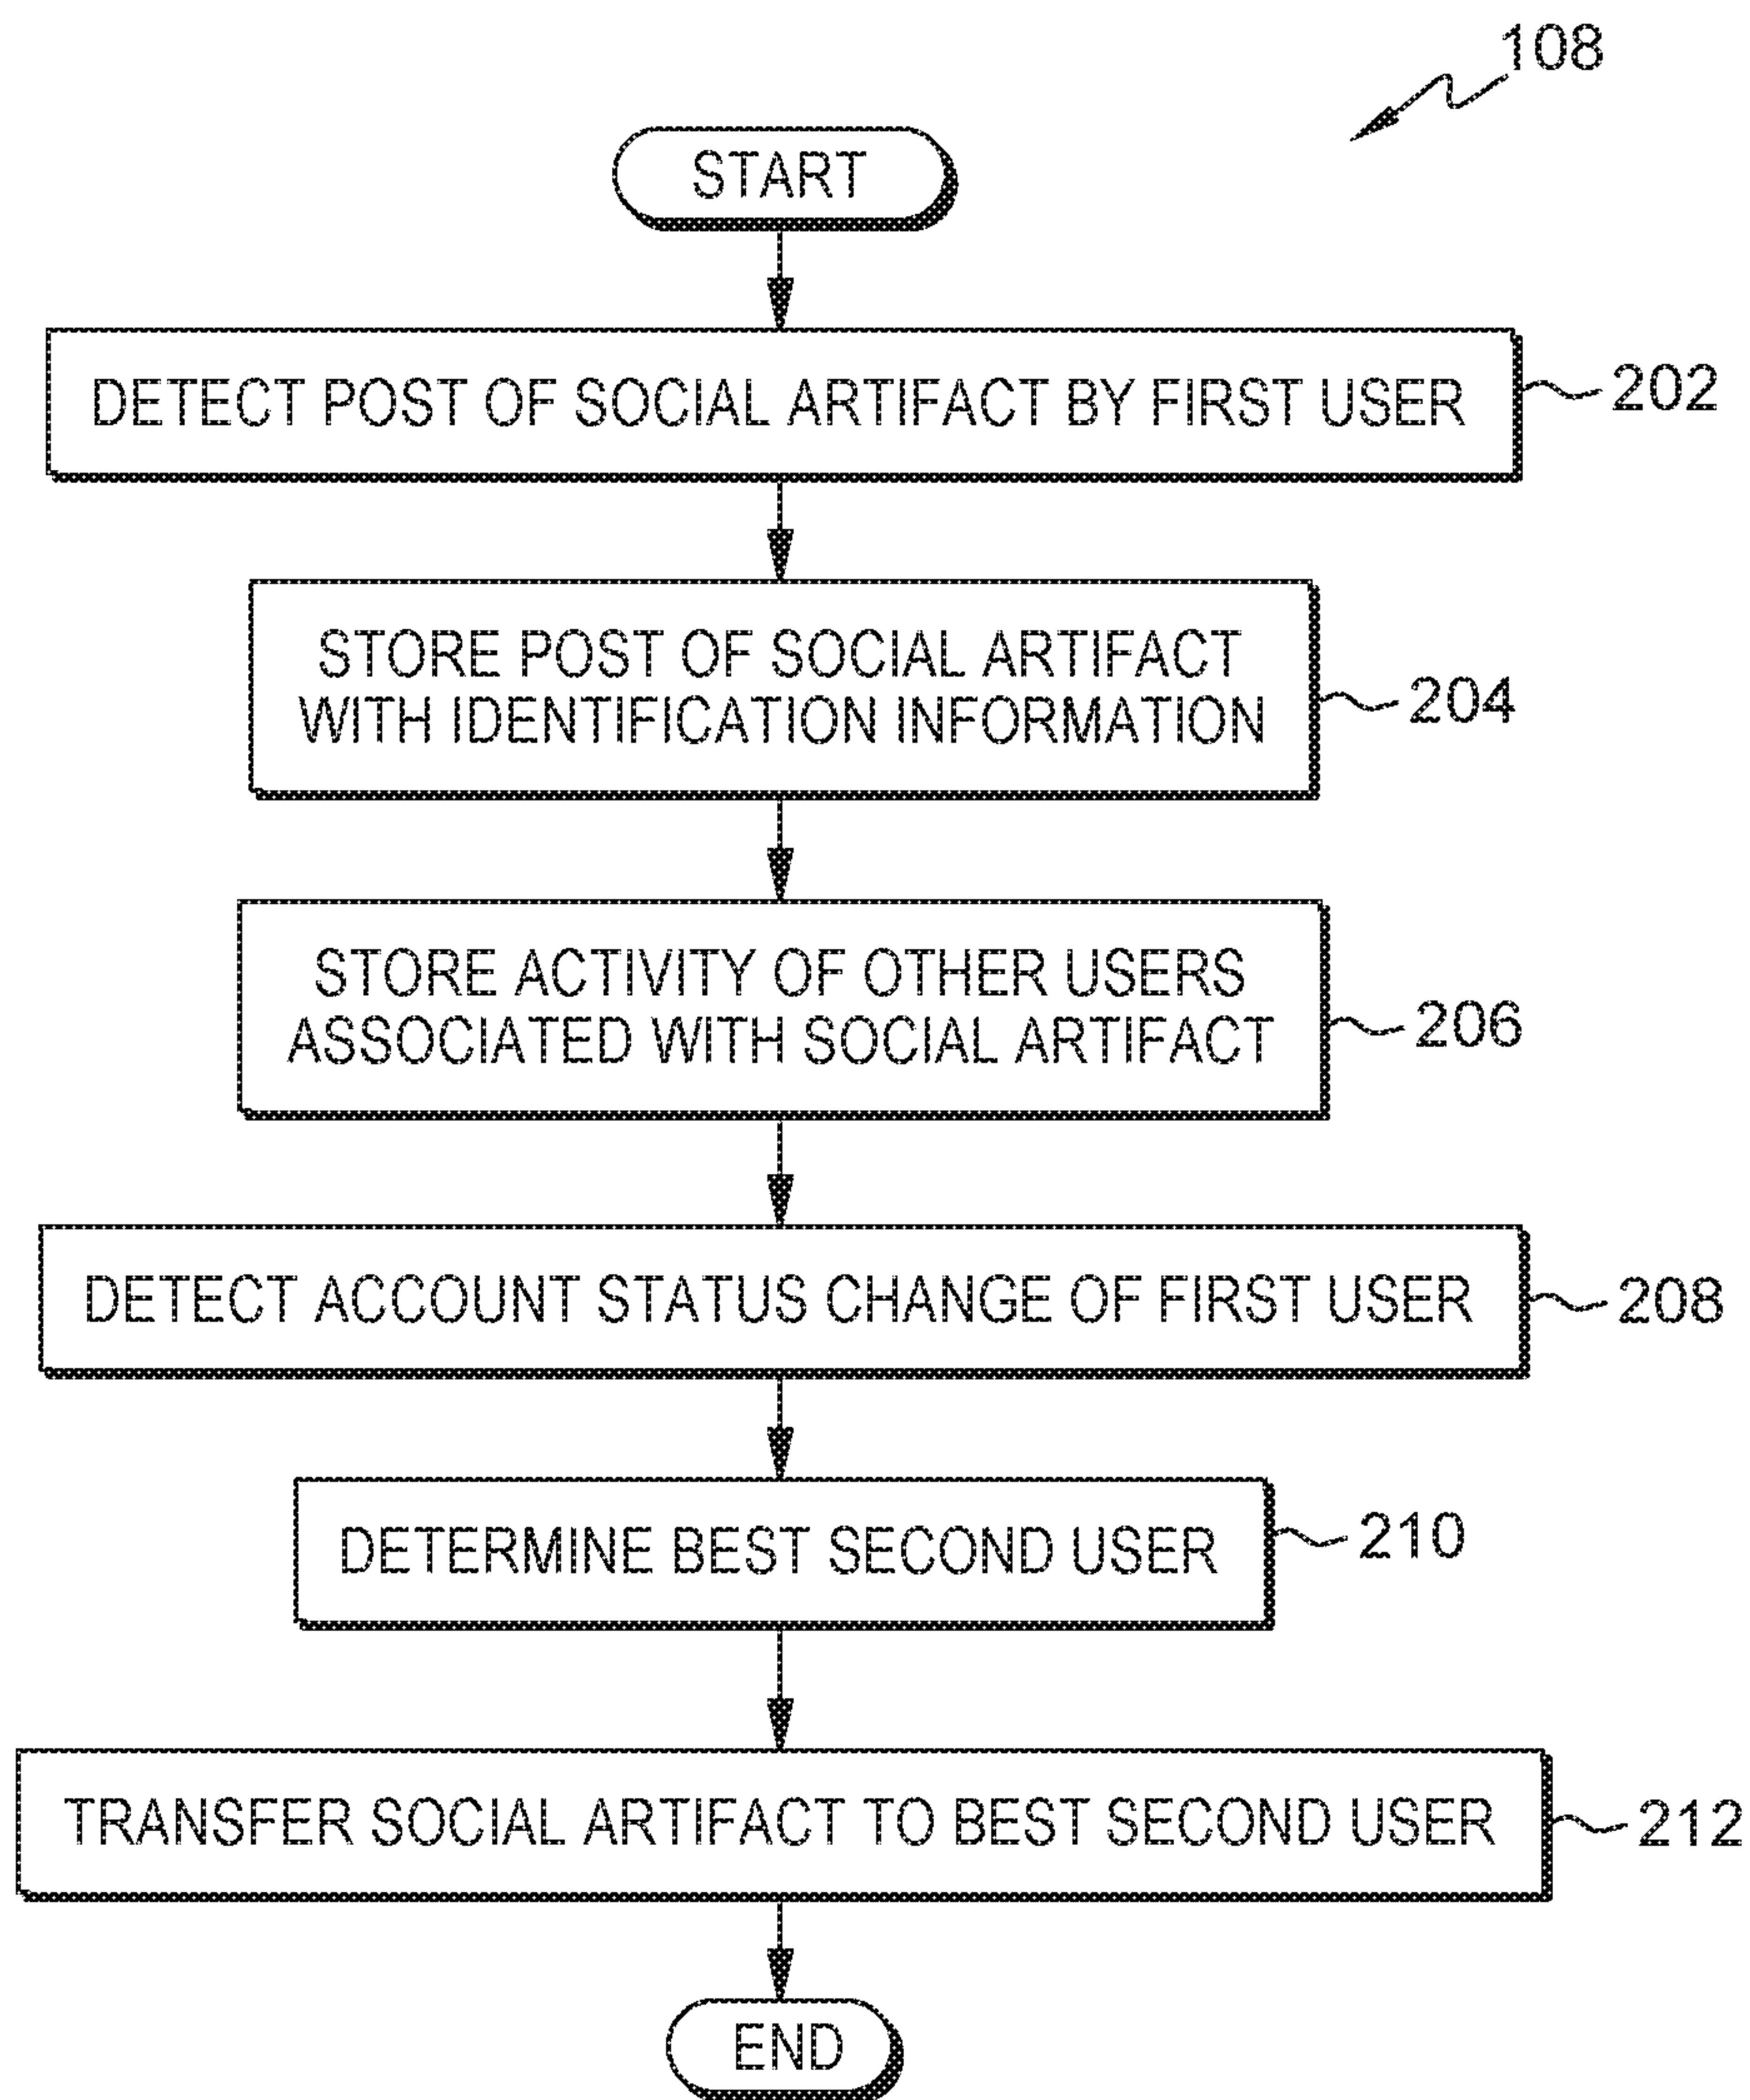 108
START
DETECT POST OF SOCIAL ARTIFACT BY FIRST USER
202
STORE POST OF SOCIAL ARTIFACT
WITH IDENTIFICATION INFORMATION
204
STORE ACTIVITY OF OTHER USERS
ASSOCIATED WITH SOCIAL ARTIFACT
206
DETECT ACCOUNT STATUS CHANGE OF FIRST USER
208
DETERMINE BEST SECOND USER
210
TRANSFER SOCIAL ARTIFACT TO BEST SECOND USER
212
END